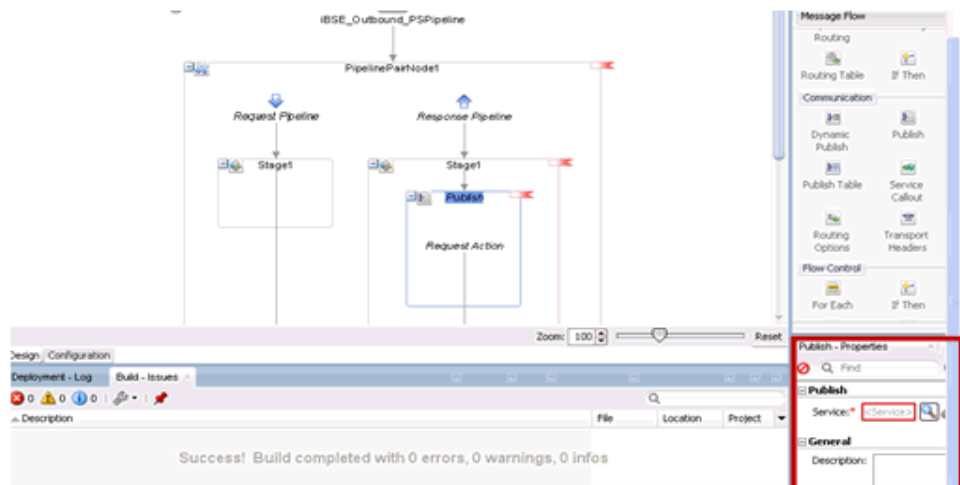 iBSE_Outbound_PSPipeline
PipelinePairNode1
Request Pipeline
Response Pipeline
Stage1
Stage1
Publish
Request Action
Zoom: 100
Reset
Design
Configuration
Deployment - Log
Build - Issues
0
0
0
Description
File
Location
Project
Success! Build completed with 0 errors, 0 warnings, 0 infos
Message Flow
Routing
Routing Table
If Then
Communication
Dynamic
Publish
Publish
Publish Table
Service
Callout
Routing
Options
Transport
Headers
Flow Control
For Each
If Then
Publish - Properties
Find
Publish
Service:*
<Service>
General
Description: